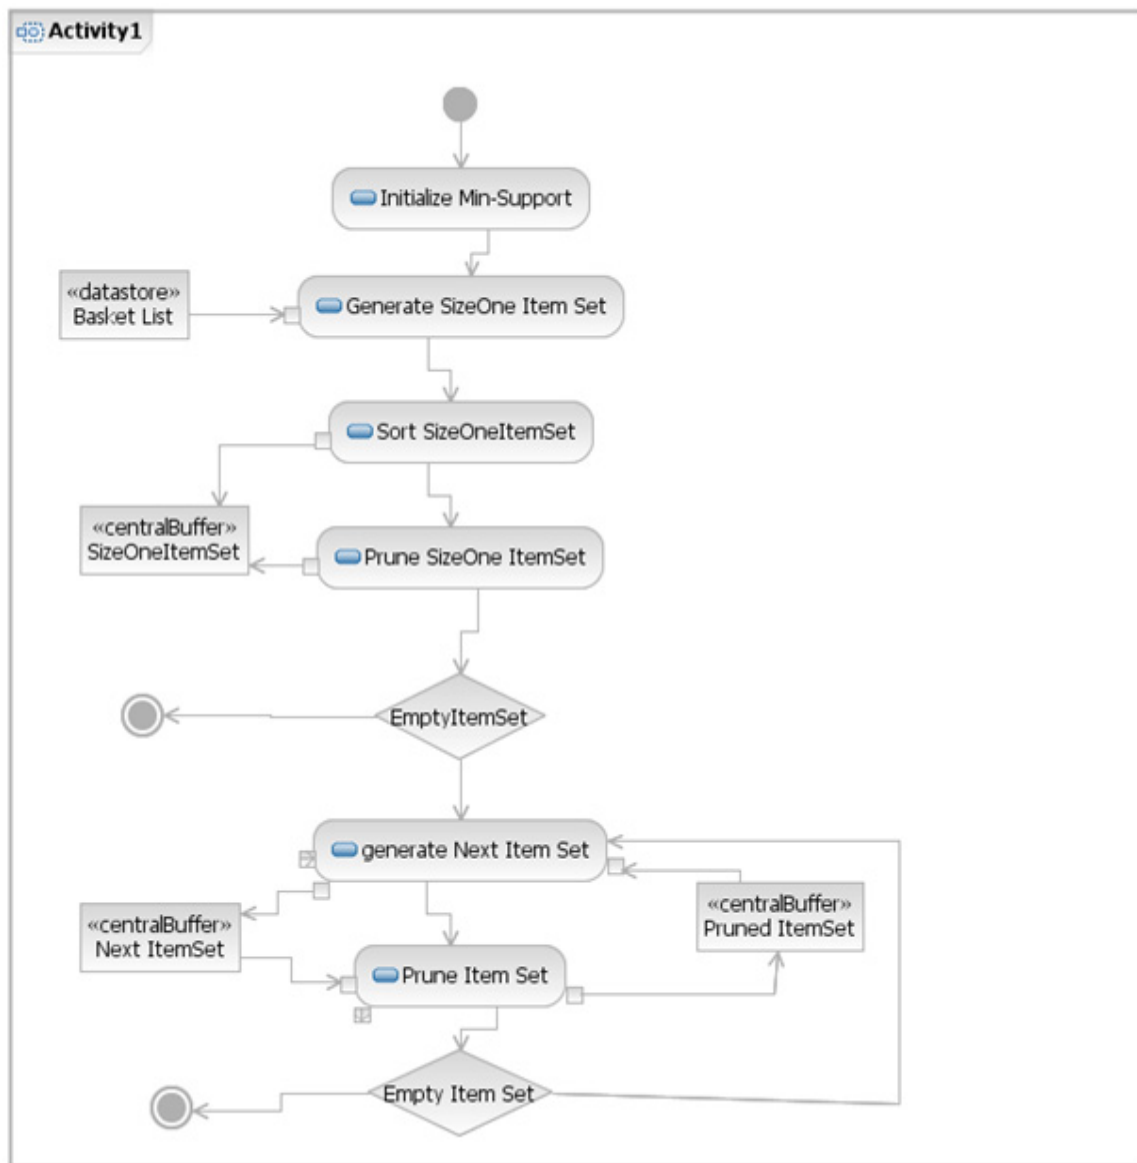 Activity1
Initialize Min-Support
«datastore»
Basket List
Generate SizeOne Item Set
Sort SizeOneItemSet
«centralBuffer»
SizeOneItemSet
Prune SizeOne ItemSet
EmptyItemSet
generate Next Item Set
«centralBuffer»
Pruned ItemSet
«centralBuffer»
Next ItemSet
Prune Item Set
Empty Item Set